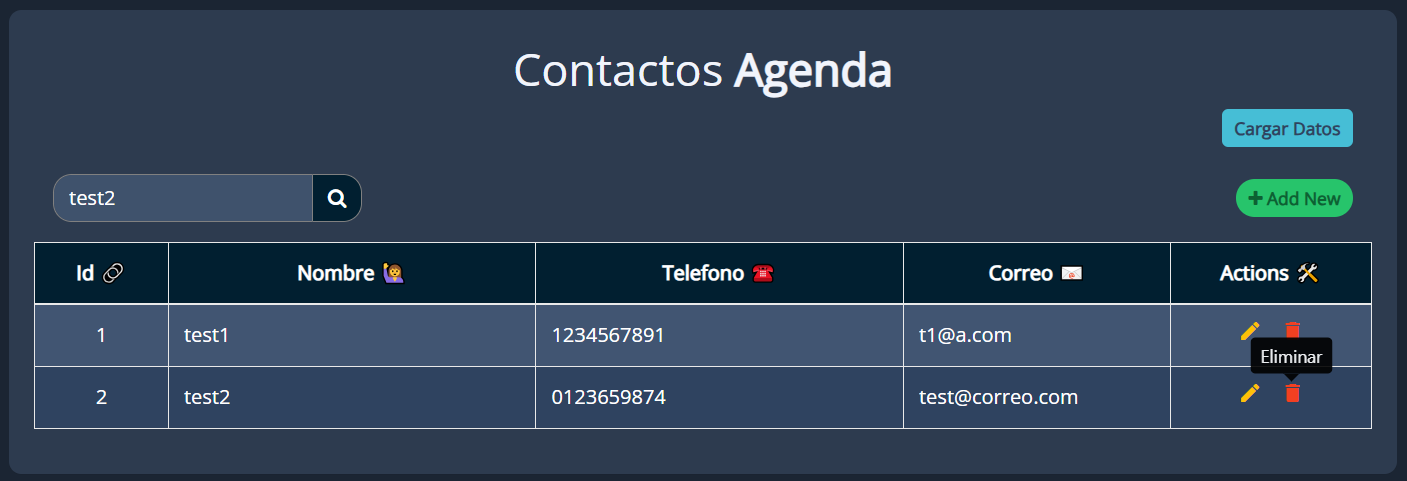 Contactos Agenda
Cargar Datos
test2
Add New
Id Nombre Telefono Correo Actions
1 test1 1234567891 t1@a.com
Eliminar
2 test2 0123659874 test@correo.com